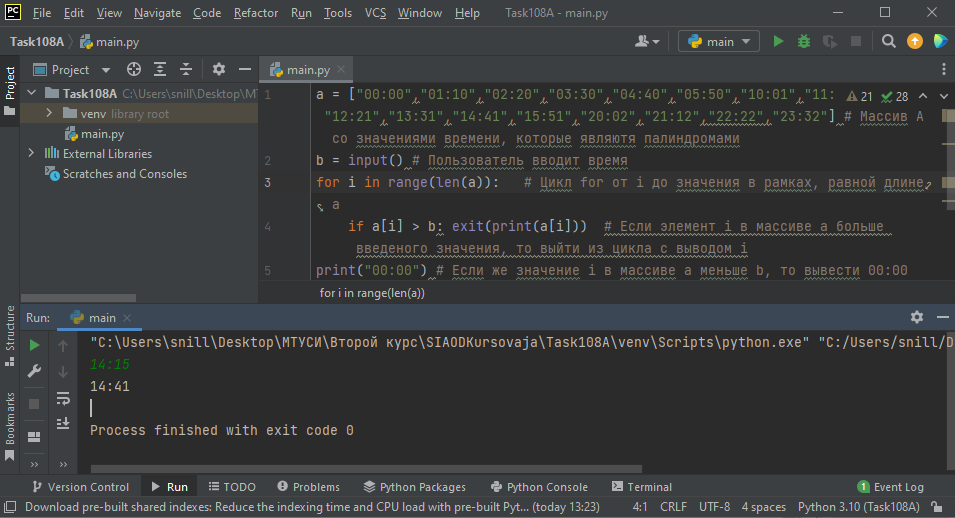 PC File Edit View Navigate Code Refactor Run Tools VCS Window Help Task108A - main.py
Task108A main.py main
Project main.py
Project
Task108A C:\Users\snill\Desktop\МТ
venv library root
main.py
External Libraries
Scratches and Consoles
21 28
1 a = ["00:00","01:10","02:20","03:30","04:40","05:50","10:01","11:
"12:21","13:31","14:41","15:51","20:02","21:12","22:22","23:32"] # Массив А
со значениями времени, которые являются палиндромами
2 b = input() # Пользователь вводит время
3 for i in range(len(a)): # Цикл for от i до значения в рамках, равной длине
а
4 if a[i] > b: exit(print(a[i])) # Если элемент i в массиве а больше
введеного значения, то выйти из цикла с выводом i
5 print("00:00") # Если же значение i в массиве а меньше b, то вывести 00:00
for i in range(len(a))
Run: main
"C:\Users\snill\Desktop\МТУСИ\Второй курс\SIAODKursovaja\Task108A\venv\Scripts\python.exe" "C:/Users/snill/D
14:15
14:41
Process finished with exit code 0
Structure
Bookmarks
Version Control Run TODO Problems Python Packages Python Console Terminal 1 Event Log
Download pre-built shared indexes: Reduce the indexing time and CPU load with pre-built Pyt... (today 13:23) 4:1 CRLF UTF-8 4 spaces Python 3.10 (Task108A)